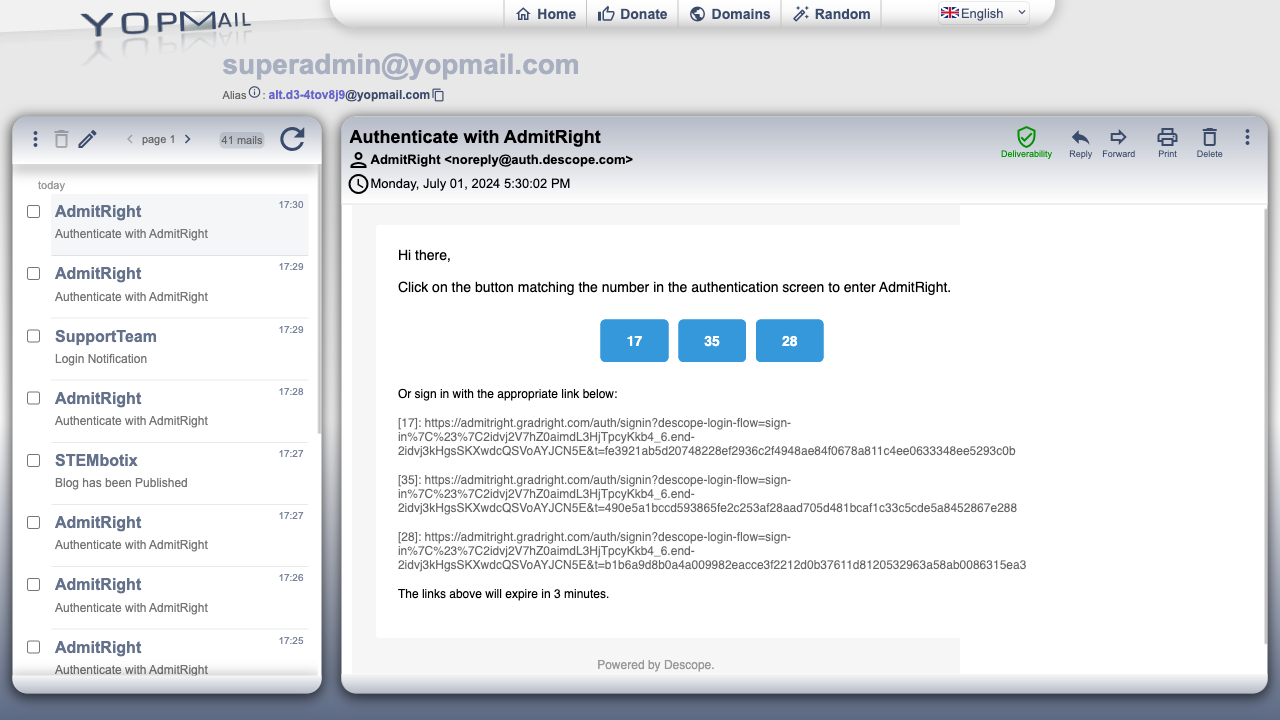 YOPMAIL
Home
Donate
Domains
Random
English
superadmin@yopmail.com
Alias : alt.d3-4tov8j9@yopmail.com
page 1
41 mails
today
AdmitRight 17:30
Authenticate with AdmitRight
AdmitRight 17:29
Authenticate with AdmitRight
SupportTeam 17:29
Login Notification
AdmitRight 17:28
Authenticate with AdmitRight
STEMbotix 17:27
Blog has been Published
AdmitRight 17:27
Authenticate with AdmitRight
AdmitRight 17:26
Authenticate with AdmitRight
AdmitRight 17:25
Authenticate with AdmitRight
Authenticate with AdmitRight
AdmitRight <noreply@auth.descope.com>
Monday, July 01, 2024 5:30:02 PM
Deliverability
Reply
Forward
Print
Delete
Hi there,
Click on the button matching the number in the authentication screen to enter AdmitRight.
17 35 28
Or sign in with the appropriate link below:
[17]: https://admitright.gradright.com/auth/signin?descope-login-flow=sign-
in%7C%23%7C2idvj2V7hZ0aimdL3HjTpcyKkb4_6.end-
2idvj3kHgsSKXwdcQSVoAYJCN5E&t=fe3921ab5d20748228ef2936c2f4948ae84f0678a811c4ee0633348ee5293c0b
[35]: https://admitright.gradright.com/auth/signin?descope-login-flow=sign-
in%7C%23%7C2idvj2V7hZ0aimdL3HjTpcyKkb4_6.end-
2idvj3kHgsSKXwdcQSVoAYJCN5E&t=490e5a1bccd593865fe2c253af28aad705d481bcaf1c33c5cde5a8452867e288
[28]: https://admitright.gradright.com/auth/signin?descope-login-flow=sign-
in%7C%23%7C2idvj2V7hZ0aimdL3HjTpcyKkb4_6.end-
2idvj3kHgsSKXwdcQSVoAYJCN5E&t=b1b6a9d8b0a4a009982eacce3f2212d0b37611d8120532963a58ab0086315ea3
The links above will expire in 3 minutes.
Powered by Descope.